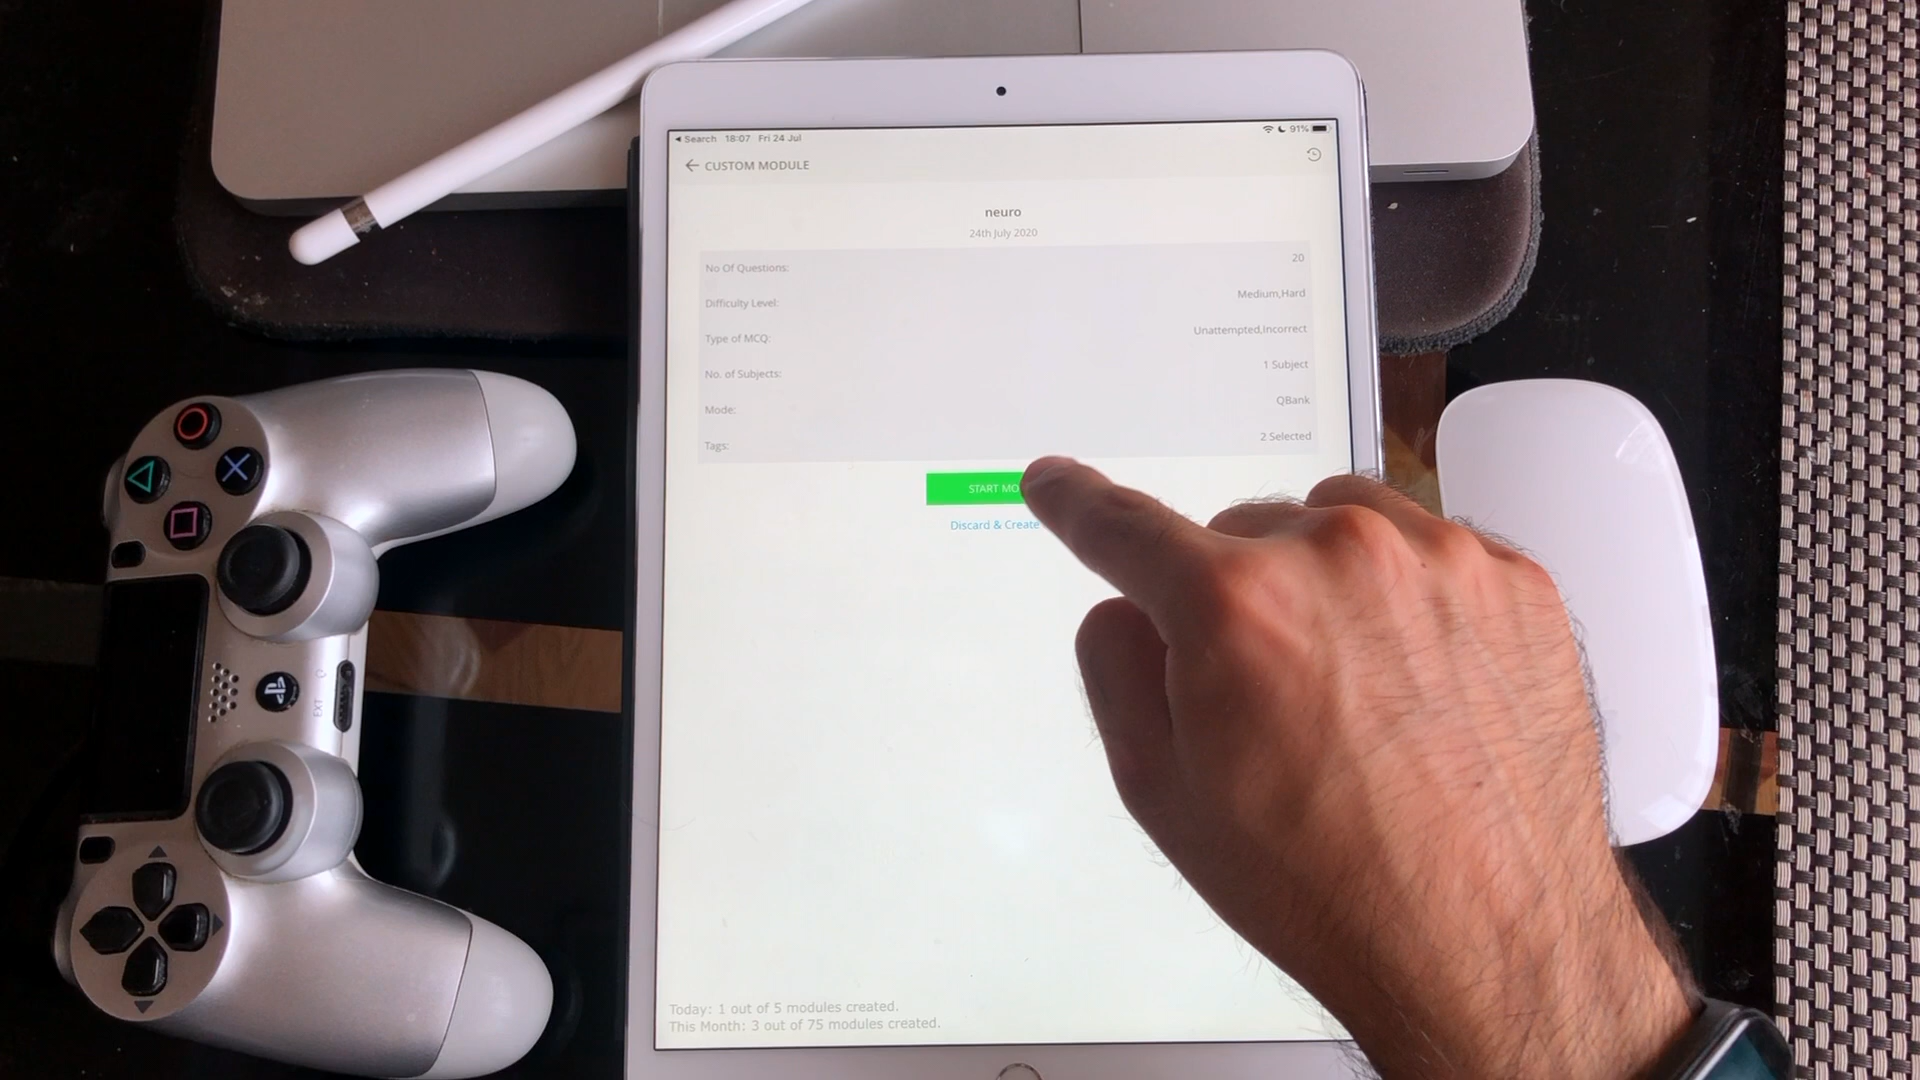 Search 18:07 Fri 24 Jul 91%
CUSTOM MODULE
neuro
24th July 2020
No Of Questions: 20
Difficulty Level: Medium,Hard
Type of MCQ: Unattempted,Incorrect
No. of Subjects: 1 Subject
Mode: QBank
Tags: 2 Selected
START MO
Discard & Create
EXT
Today: 1 out of 5 modules created.
This Month: 3 out of 75 modules created.